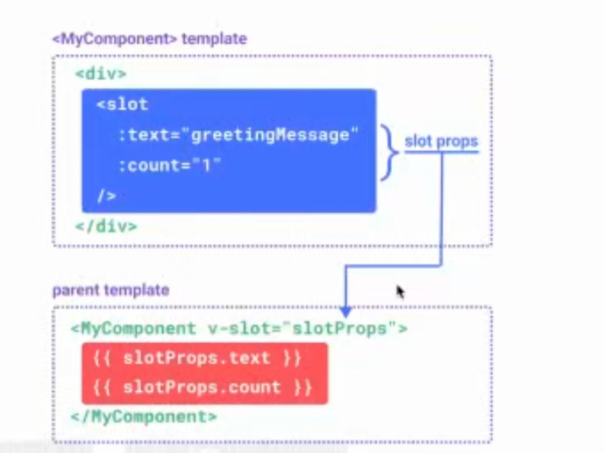 <MyComponent> template
<div>
<slot
:text="greetingMessage"
:count="1"
/>
slot props
</div>
parent template
<MyComponent v-slot="slotProps">
{{ slotProps.text }}
{{ slotProps.count }}
</MyComponent>